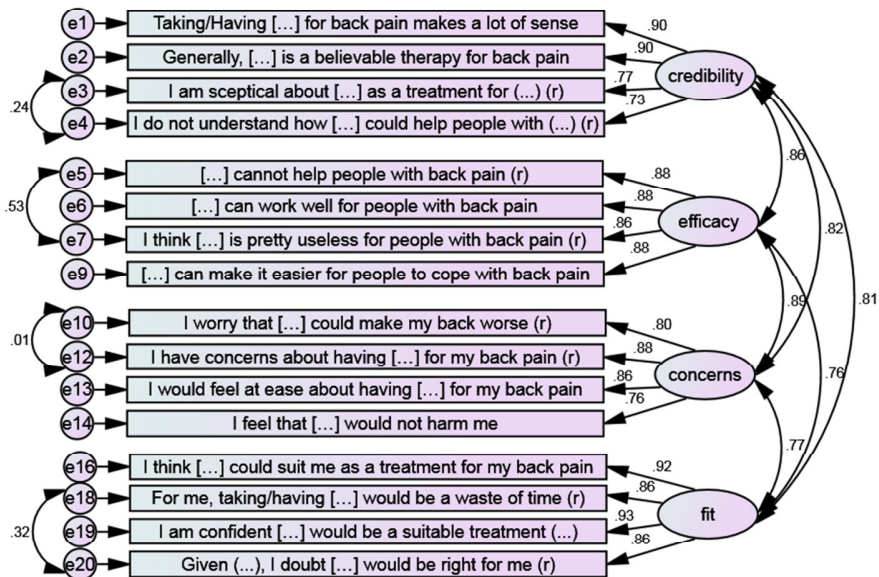 e1 Taking/Having [...] for back pain makes a lot of sense .90
e2 Generally, [...] is a believable therapy for back pain .90
credibility
e3 I am sceptical about [...] as a treatment for (...) (r) .77
.24
e4 I do not understand how [...] could help people with (...) (r) .73
.86
e5 [...] cannot help people with back pain (r) .88
.53
e6 [...] can work well for people with back pain .88
efficacy
.82
e7 I think [...] is pretty useless for people with back pain (r) .86
e9 [...] can make it easier for people to cope with back pain .88
.89
.81
e10 I worry that [...] could make my back worse (r) .80
.01
e12 I have concerns about having [...] for my back pain (r) .88
concerns
.76
e13 I would feel at ease about having [...] for my back pain .86
e14 I feel that [...] would not harm me .76
.77
e16 I think [...] could suit me as a treatment for my back pain .92
e18 For me, taking/having [...] would be a waste of time (r) .86
fit
.32
e19 I am confident [...] would be a suitable treatment (...) .93
e20 Given (...), I doubt [...] would be right for me (r) .86